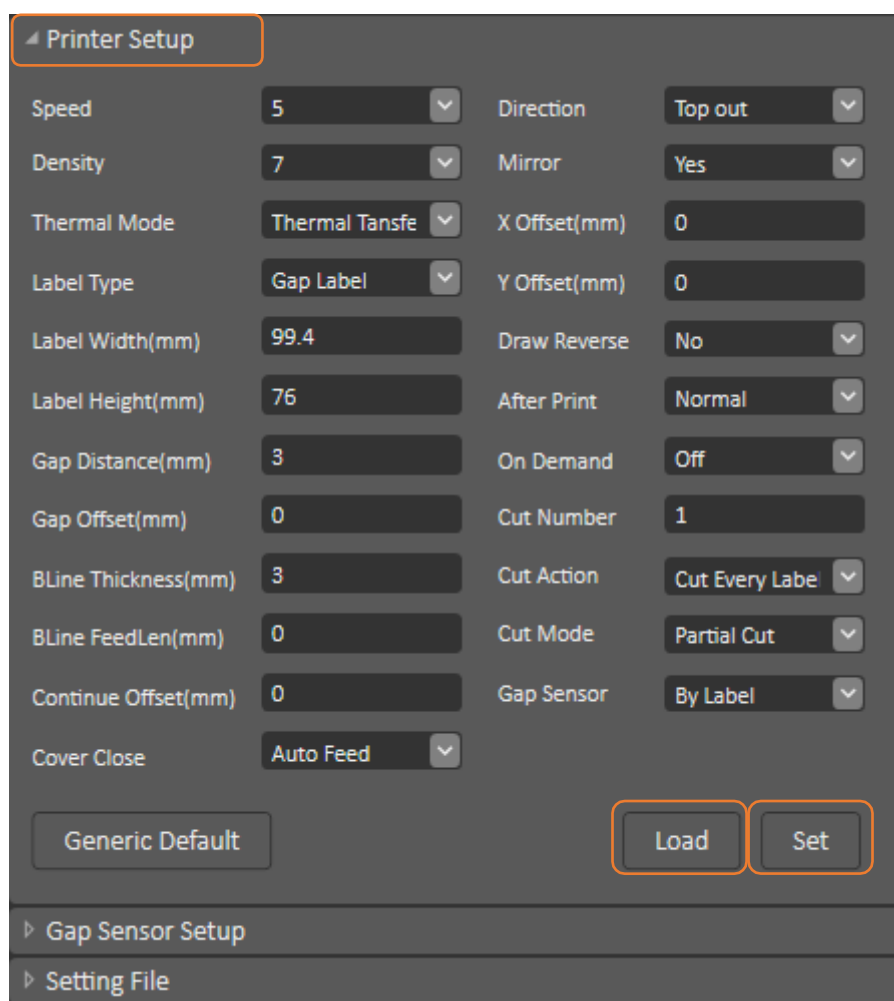 Printer Setup
Speed 5 Direction Top out
Density 7 Mirror Yes
Thermal Mode Thermal Tansfe X Offset(mm) 0
Label Type Gap Label Y Offset(mm) 0
Label Width(mm) 99.4 Draw Reverse No
Label Height(mm) 76 After Print Normal
Gap Distance(mm) 3 On Demand Off
Gap Offset(mm) 0 Cut Number 1
BLine Thickness(mm) 3 Cut Action Cut Every Labe
BLine FeedLen(mm) 0 Cut Mode Partial Cut
Continue Offset(mm) 0 Gap Sensor By Label
Cover Close Auto Feed
Generic Default Load Set
Gap Sensor Setup
Setting File